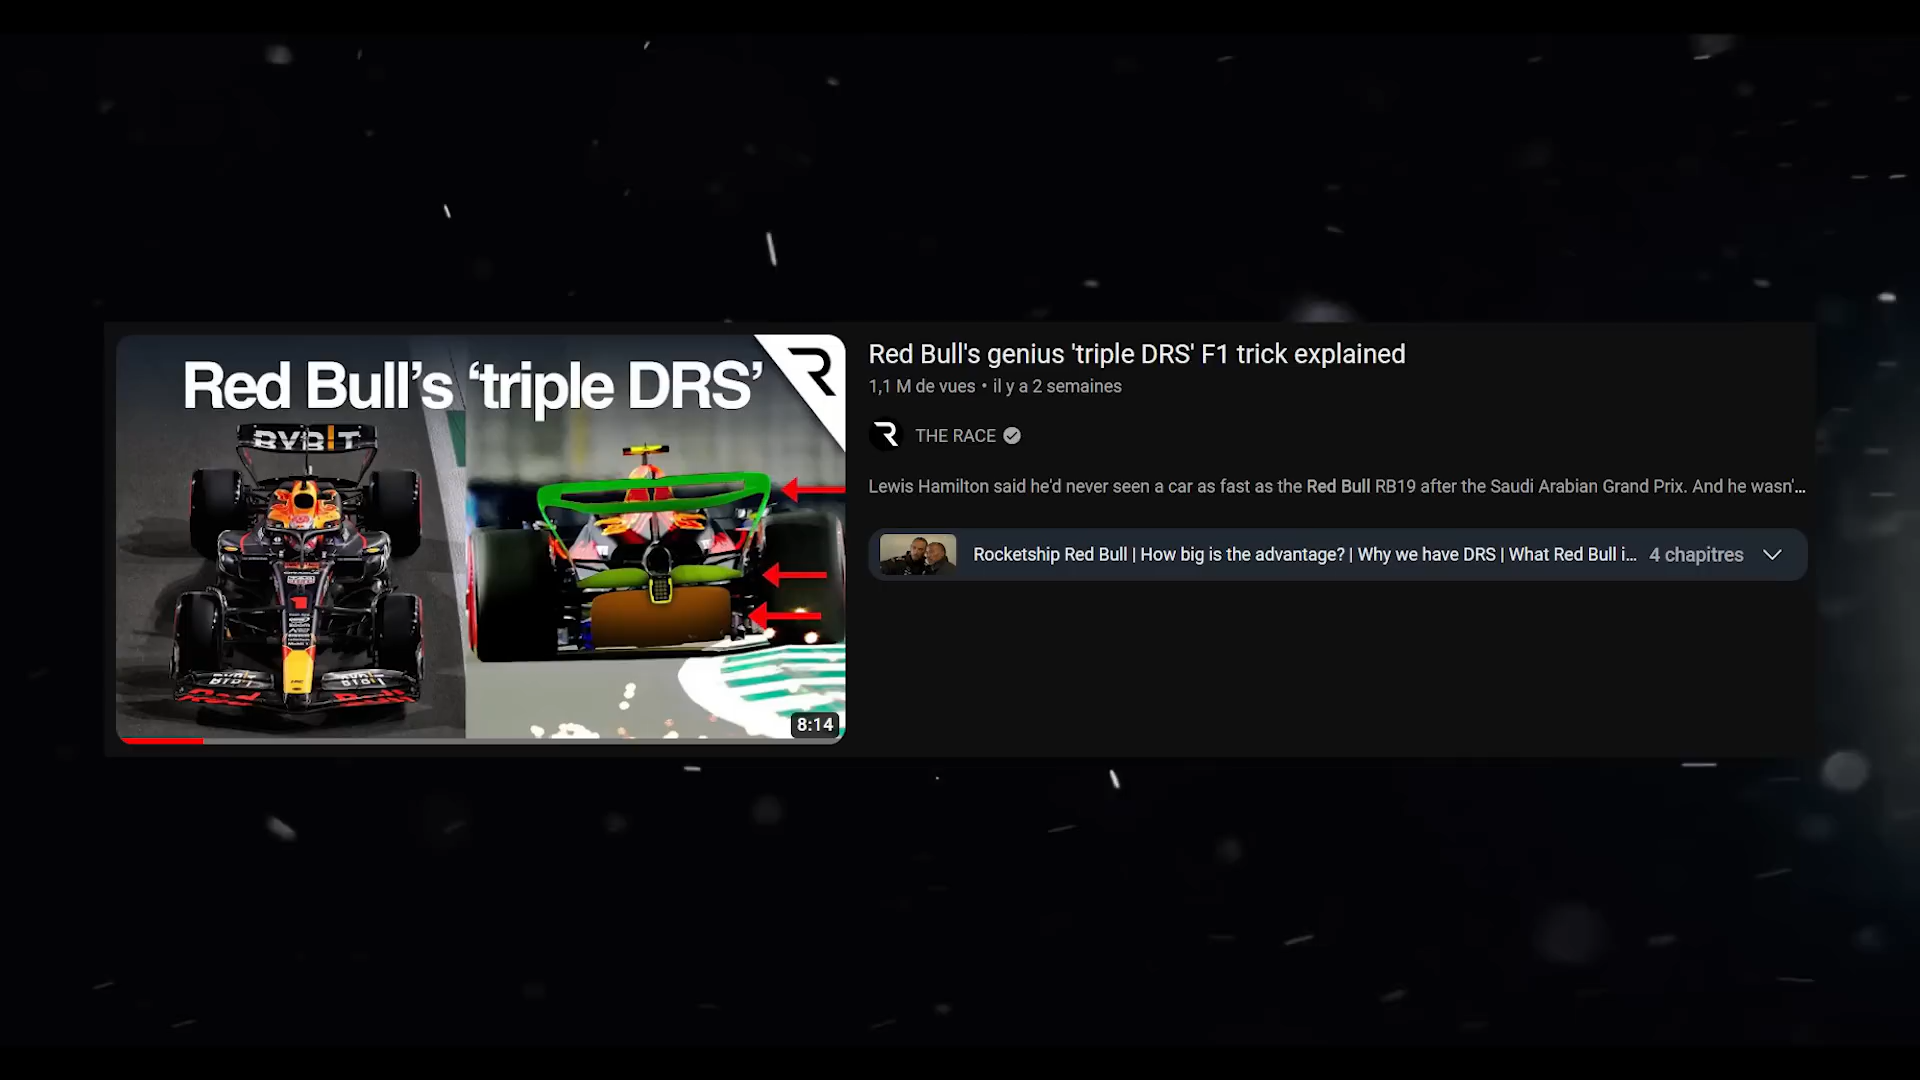 Red Bull's 'triple DRS'
BYBIT
1
8:14
Red Bull's genius 'triple DRS' F1 trick explained
1,1 M de vues • il y a 2 semaines
THE RACE
Lewis Hamilton said he'd never seen a car as fast as the Red Bull RB19 after the Saudi Arabian Grand Prix. And he wasn'...
Rocketship Red Bull | How big is the advantage? | Why we have DRS | What Red Bull i... 4 chapitres